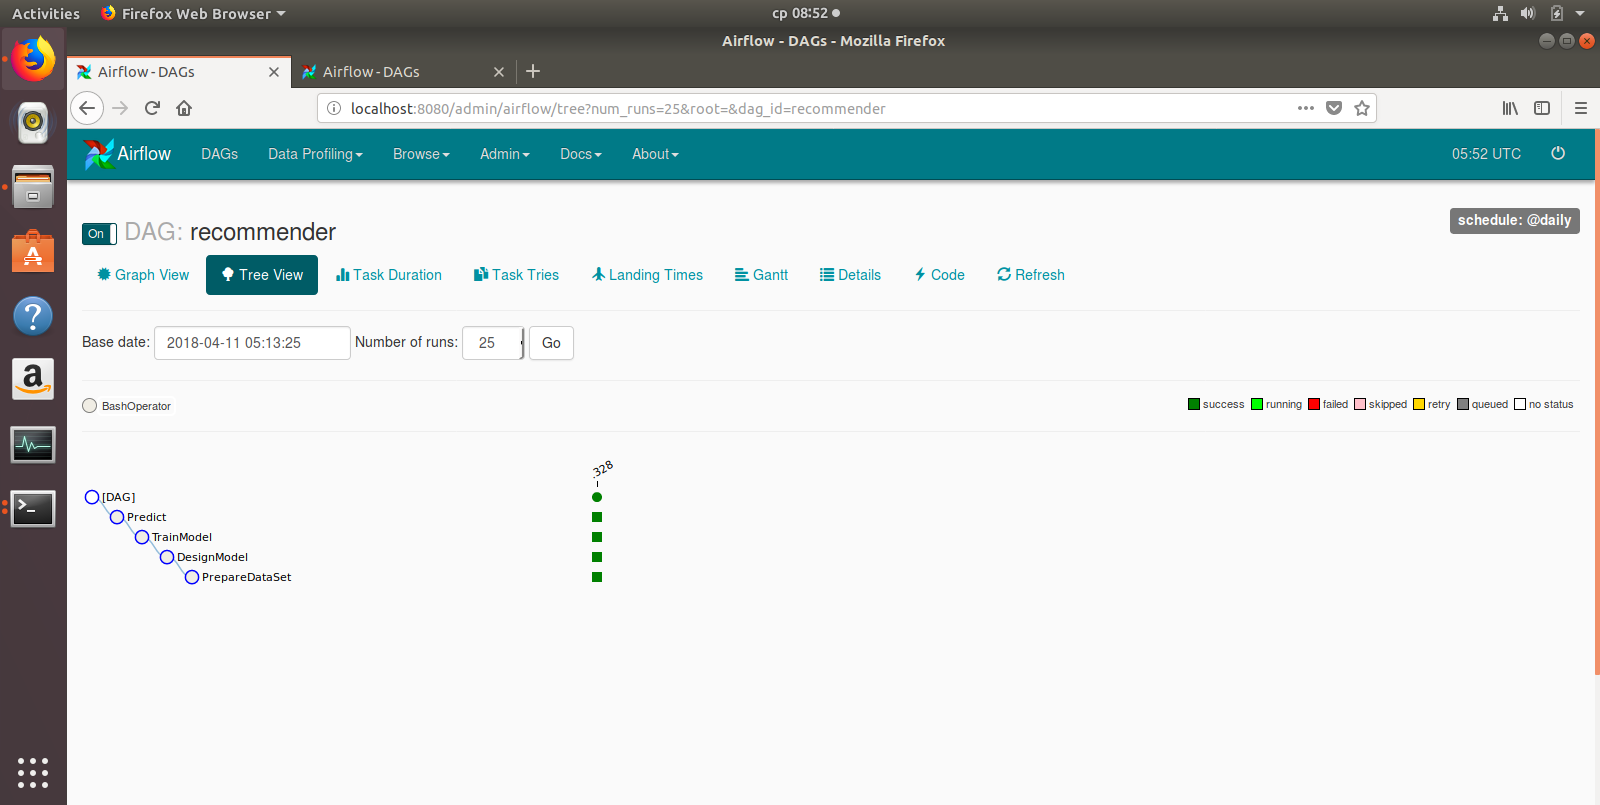 Activities Firefox Web Browser ср 08:52
Airflow - DAGs - Mozilla Firefox
Airflow - DAGs Airflow - DAGs
localhost:8080/admin/airflow/tree?num_runs=25&root=&dag_id=recommender
Airflow DAGs Data Profiling Browse Admin Docs About 05:52 UTC
schedule: @daily
On DAG: recommender
Graph View Tree View Task Duration Task Tries Landing Times Gantt Details Code Refresh
Base date: 2018-04-11 05:13:25 Number of runs: 25 Go
BashOperator success running failed skipped retry queued no status
.328
[DAG]
Predict
TrainModel
DesignModel
PrepareDataSet